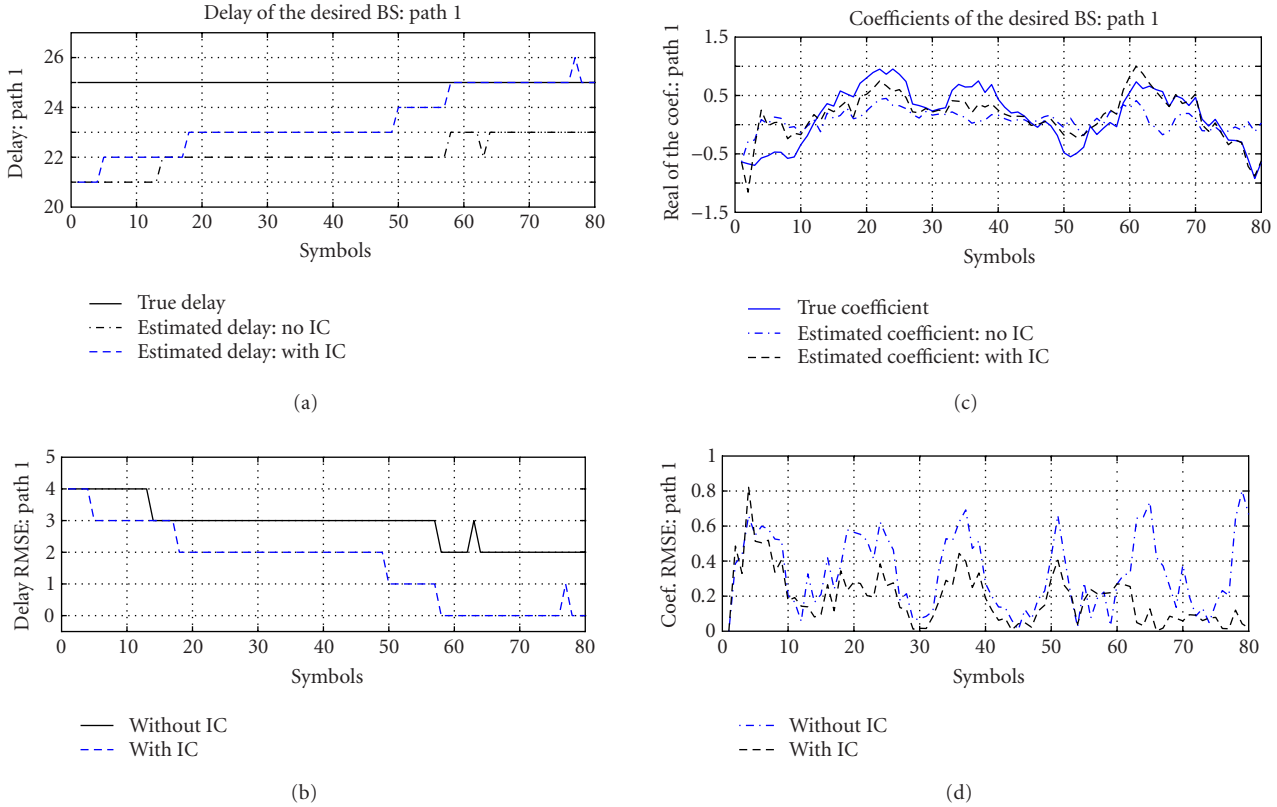 Delay of the desired BS: path 1
Delay: path 1
26
24
22
20
0 10 20 30 40 50 60 70 80
Symbols
True delay
Estimated delay: no IC
Estimated delay: with IC
(a)
Coefficients of the desired BS: path 1
Real of the coef.: path 1
1.5
0.5
−0.5
−1.5
0 10 20 30 40 50 60 70 80
Symbols
True coefficient
Estimated coefficient: no IC
Estimated coefficient: with IC
(c)
Delay RMSE: path 1
5
4
3
2
1
0
0 10 20 30 40 50 60 70 80
Symbols
Without IC
With IC
(b)
Coef. RMSE: path 1
1
0.8
0.6
0.4
0.2
0
0 10 20 30 40 50 60 70 80
Symbols
Without IC
With IC
(d)